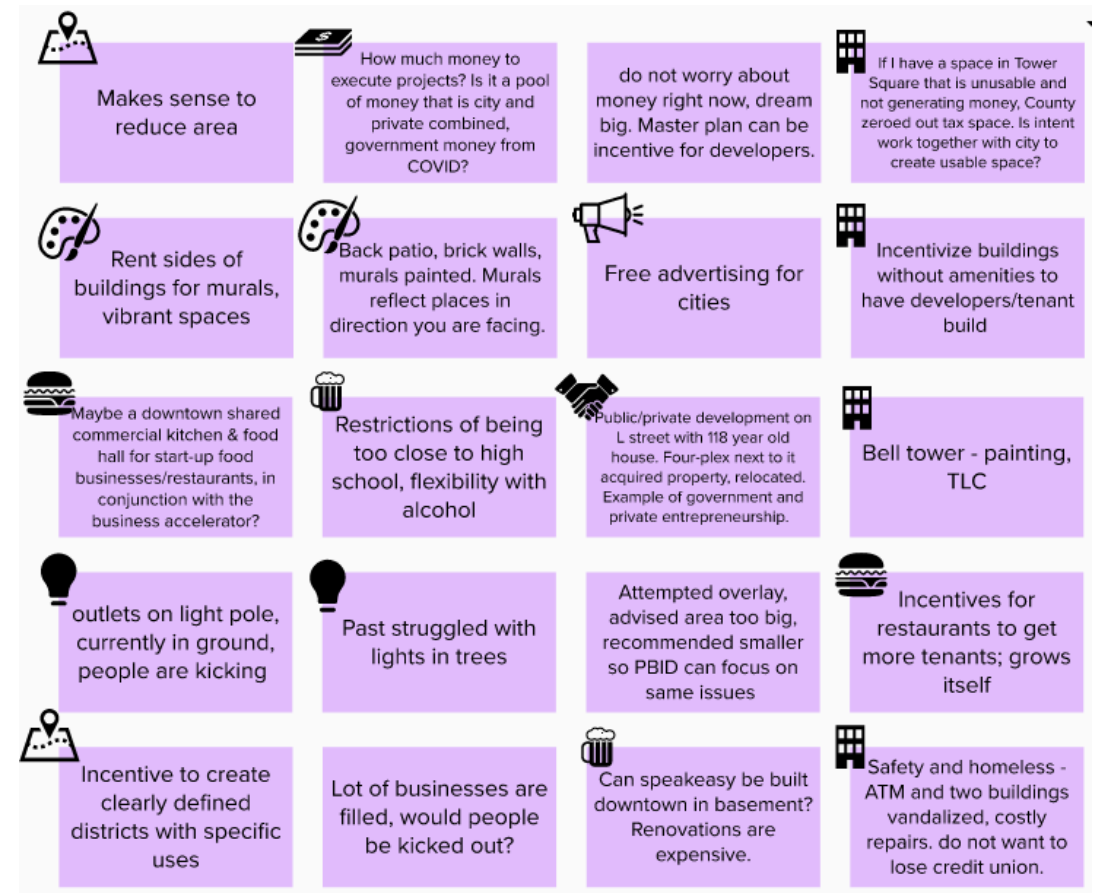 Makes sense to
reduce area
$
How much money to
execute projects? Is it a pool
of money that is city and
private combined,
government money from
COVID?
do not worry about
money right now, dream
big. Master plan can be
incentive for developers.
If I have a space in Tower
Square that is unusable and
not generating money, County
zeroed out tax space. Is intent
work together with city to
create usable space?
Rent sides of
buildings for murals,
vibrant spaces
Back patio, brick walls,
murals painted. Murals
reflect places in
direction you are facing.
Free advertising for
cities
Incentivize buildings
without amenities to
have developers/tenant
build
Maybe a downtown shared
commercial kitchen & food
hall for start-up food
businesses/restaurants, in
conjunction with the
business accelerator?
Restrictions of being
too close to high
school, flexibility with
alcohol
Public/private development on
L street with 118 year old
house. Four-plex next to it
acquired property, relocated.
Example of government and
private entrepreneurship.
Bell tower - painting,
TLC
outlets on light pole,
currently in ground,
people are kicking
Past struggled with
lights in trees
Attempted overlay,
advised area too big,
recommended smaller
so PBID can focus on
same issues
Incentives for
restaurants to get
more tenants; grows
itself
Incentive to create
clearly defined
districts with specific
uses
Lot of businesses are
filled, would people
be kicked out?
Can speakeasy be built
downtown in basement?
Renovations are
expensive.
Safety and homeless -
ATM and two buildings
vandalized, costly
repairs. do not want to
lose credit union.